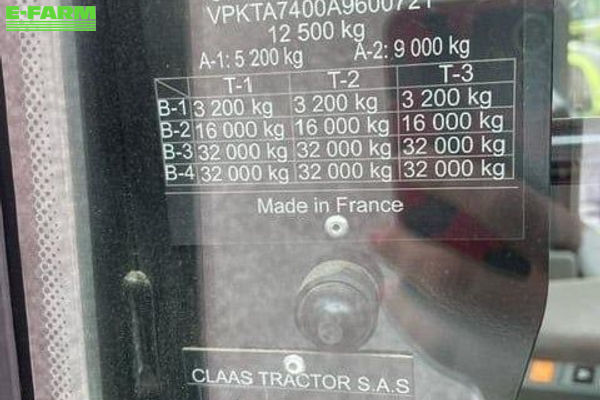 E-FARM
VPKTA7400A9600721
12 500 kg
A-1: 5 200 kg A-2: 9 000 kg
T-1 T-2 T-3
B-1 3 200 kg 3 200 kg 3 200 kg
B-2 16 000 kg 16 000 kg 16 000 kg
B-3 32 000 kg 32 000 kg 32 000 kg
B-4 32 000 kg 32 000 kg 32 000 kg
Made in France
CLAAS TRACTOR S.A.S